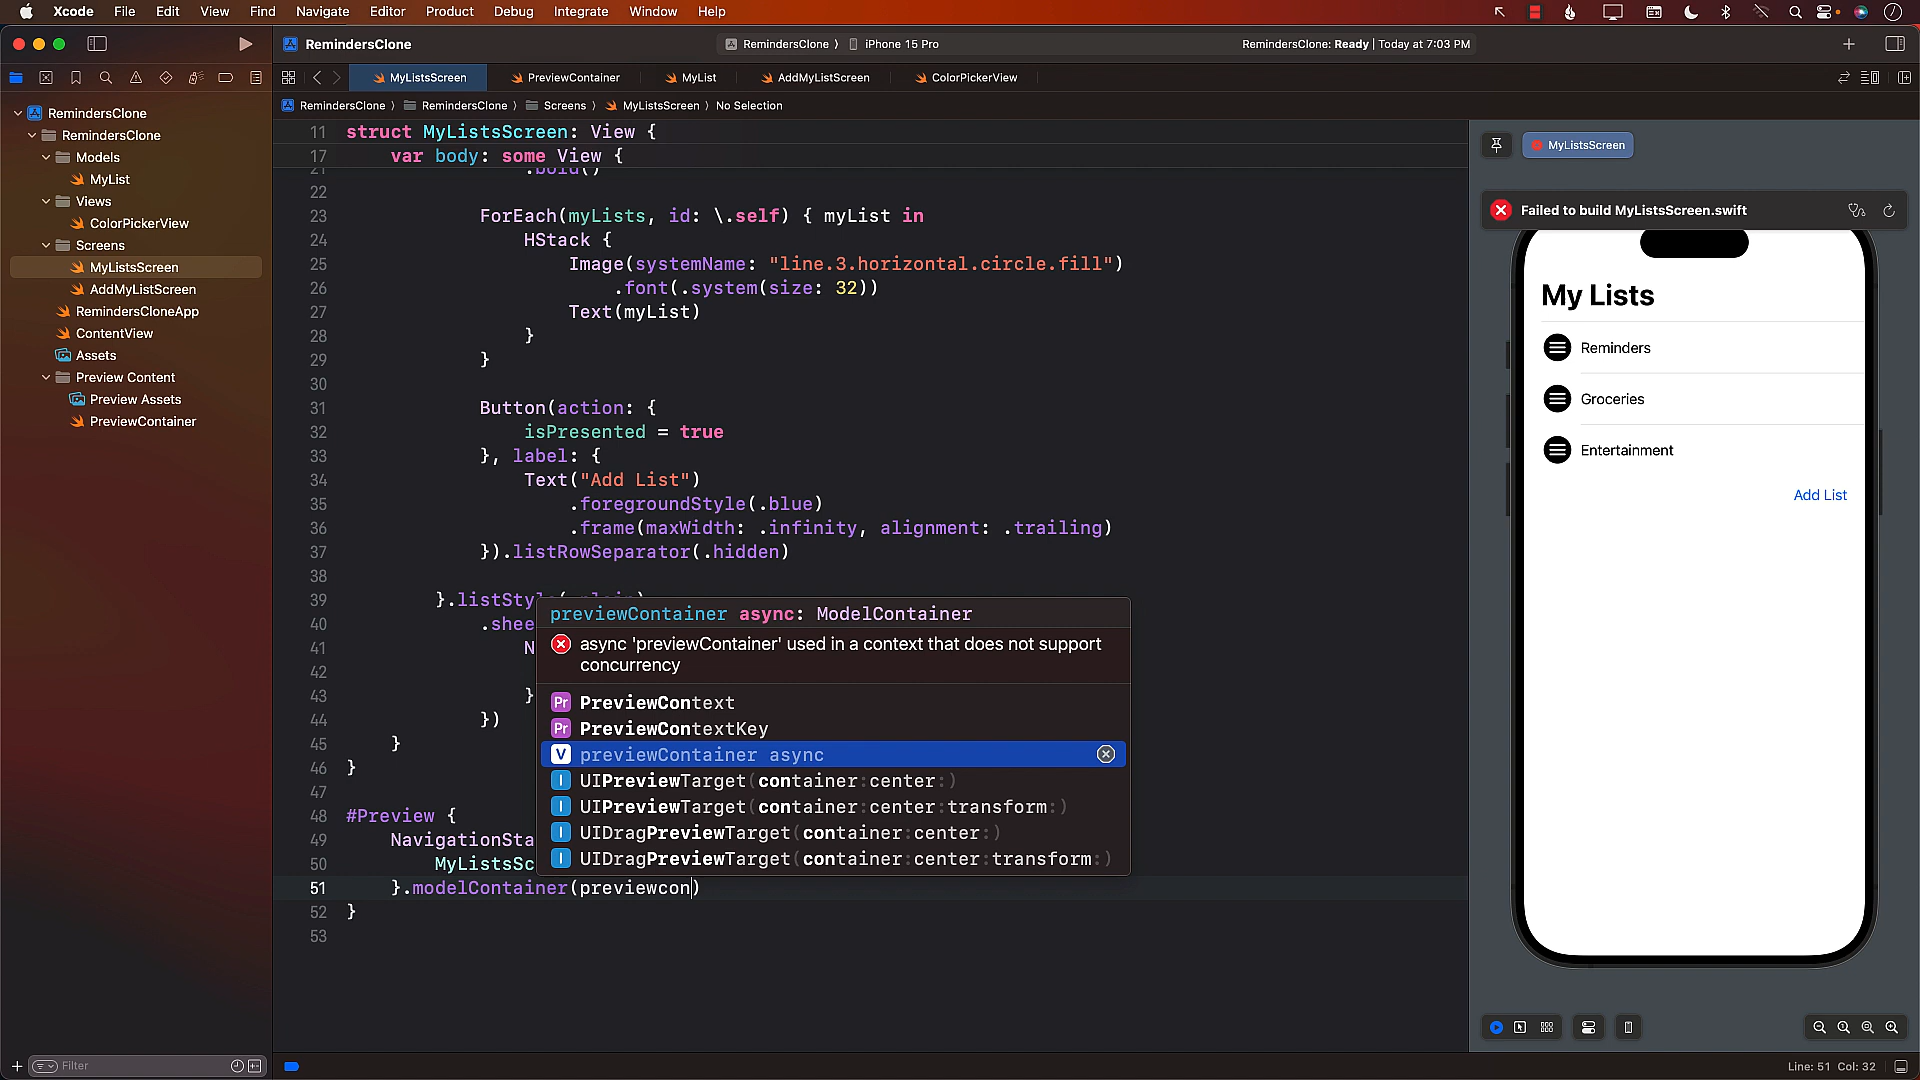 Xcode File Edit View Find Navigate Editor Product Debug Integrate Window Help
RemindersClone
RemindersClone ⟩ iPhone 15 Pro
RemindersClone: Ready | Today at 7:03 PM
MyListsScreen PreviewContainer MyList AddMyListScreen ColorPickerView
RemindersClone ⟩ RemindersClone ⟩ Screens ⟩ MyListsScreen ⟩ No Selection
RemindersClone
RemindersClone
Models
MyList
Views
ColorPickerView
Screens
MyListsScreen
AddMyListScreen
RemindersCloneApp
ContentView
Assets
Preview Content
Preview Assets
PreviewContainer
Filter
11 struct MyListsScreen: View {
17 var body: some View {
21 .bold()
22
23 ForEach(myLists, id: \.self) { myList in
24 HStack {
25 Image(systemName: "line.3.horizontal.circle.fill")
26 .font(.system(size: 32))
27 Text(myList)
28 }
29 }
30
31 Button(action: {
32 isPresented = true
33 }, label: {
34 Text("Add List")
35 .foregroundStyle(.blue)
36 .frame(maxWidth: .infinity, alignment: .trailing)
37 }).listRowSeparator(.hidden)
38
39 }.listStyle(.plain)
40 .shee
41 N
42
43 }
44 })
45 }
46 }
47
48 #Preview {
49 NavigationSta
50 MyListsSc
51 }.modelContainer(previewcon)
52 }
53
previewContainer async: ModelContainer
async 'previewContainer' used in a context that does not support
concurrency
Pr PreviewContext
Pr PreviewContextKey
V previewContainer async
I UIPreviewTarget(container:center:)
I UIPreviewTarget(container:center:transform:)
I UIDragPreviewTarget(container:center:)
I UIDragPreviewTarget(container:center:transform:)
MyListsScreen
Failed to build MyListsScreen.swift
My Lists
Reminders
Groceries
Entertainment
Add List
Line: 51 Col: 32